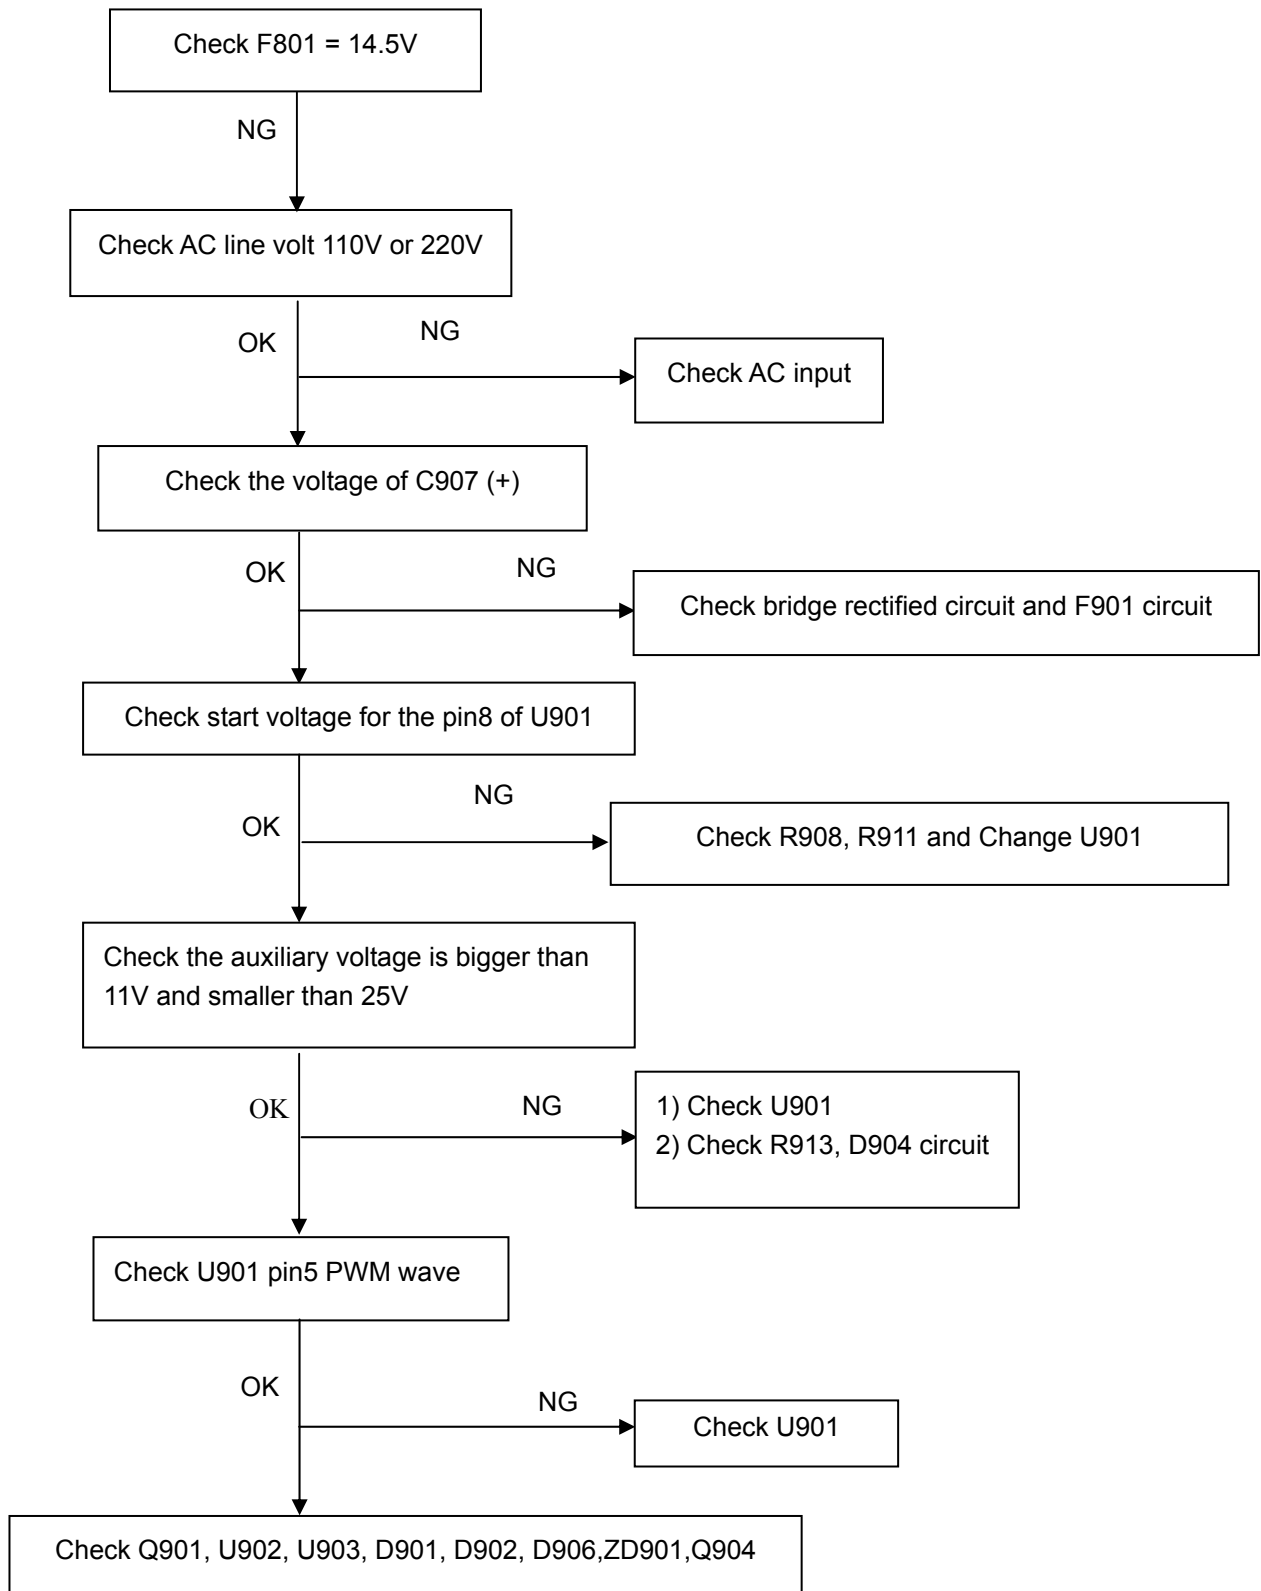 Check F801 = 14.5V
NG
Check AC line volt 110V or 220V
OK
NG
Check AC input
Check the voltage of C907 (+)
OK
NG
Check bridge rectified circuit and F901 circuit
Check start voltage for the pin8 of U901
NG
OK
Check R908, R911 and Change U901
Check the auxiliary voltage is bigger than
11V and smaller than 25V
OK
NG
1) Check U901
2) Check R913, D904 circuit
Check U901 pin5 PWM wave
OK
NG
Check U901
Check Q901, U902, U903, D901, D902, D906,ZD901,Q904